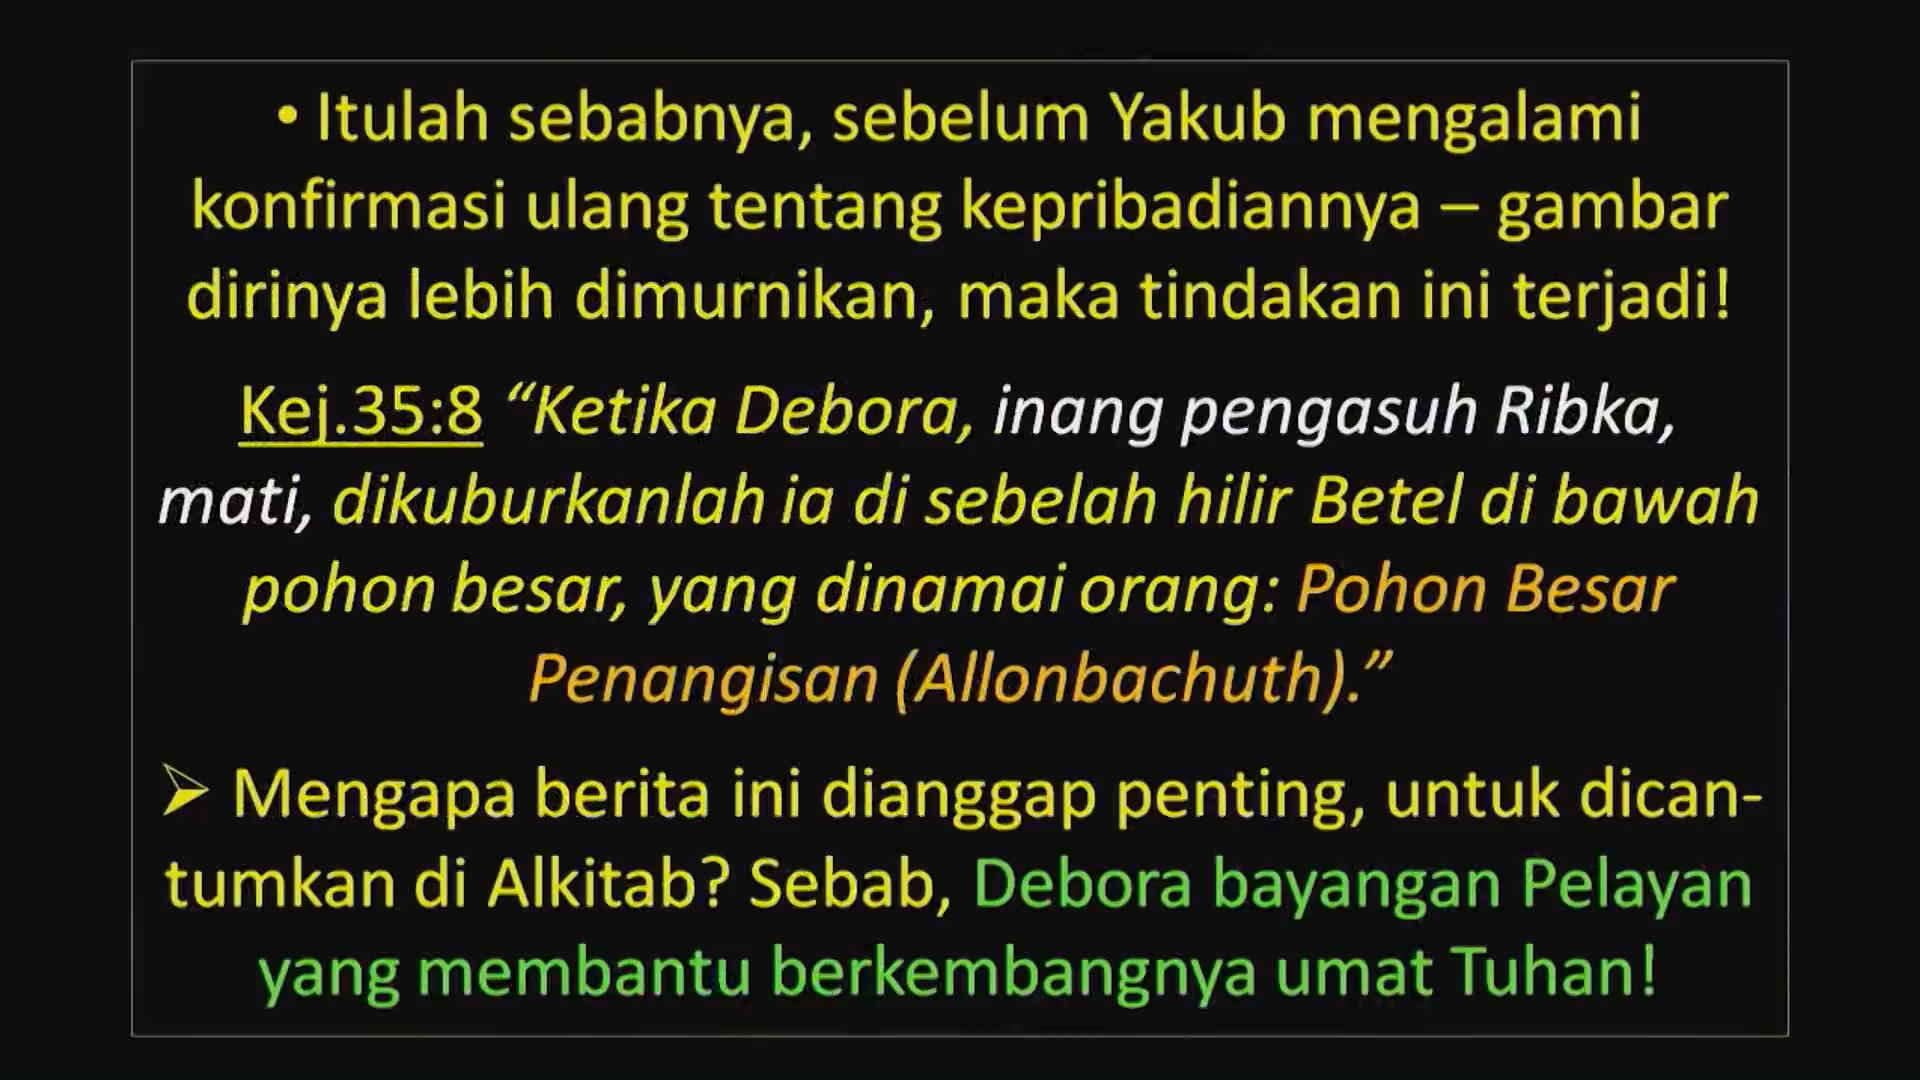 • Itulah sebabnya, sebelum Yakub mengalami
konfirmasi ulang tentang kepribadiannya – gambar
dirinya lebih dimurnikan, maka tindakan ini terjadi!
Kej.35:8 “Ketika Debora, inang pengasuh Ribka,
mati, dikuburkanlah ia di sebelah hilir Betel di bawah
pohon besar, yang dinamai orang: Pohon Besar
Penangisan (Allonbachuth).”
➢ Mengapa berita ini dianggap penting, untuk dican-
tumkan di Alkitab? Sebab, Debora bayangan Pelayan
yang membantu berkembangnya umat Tuhan!